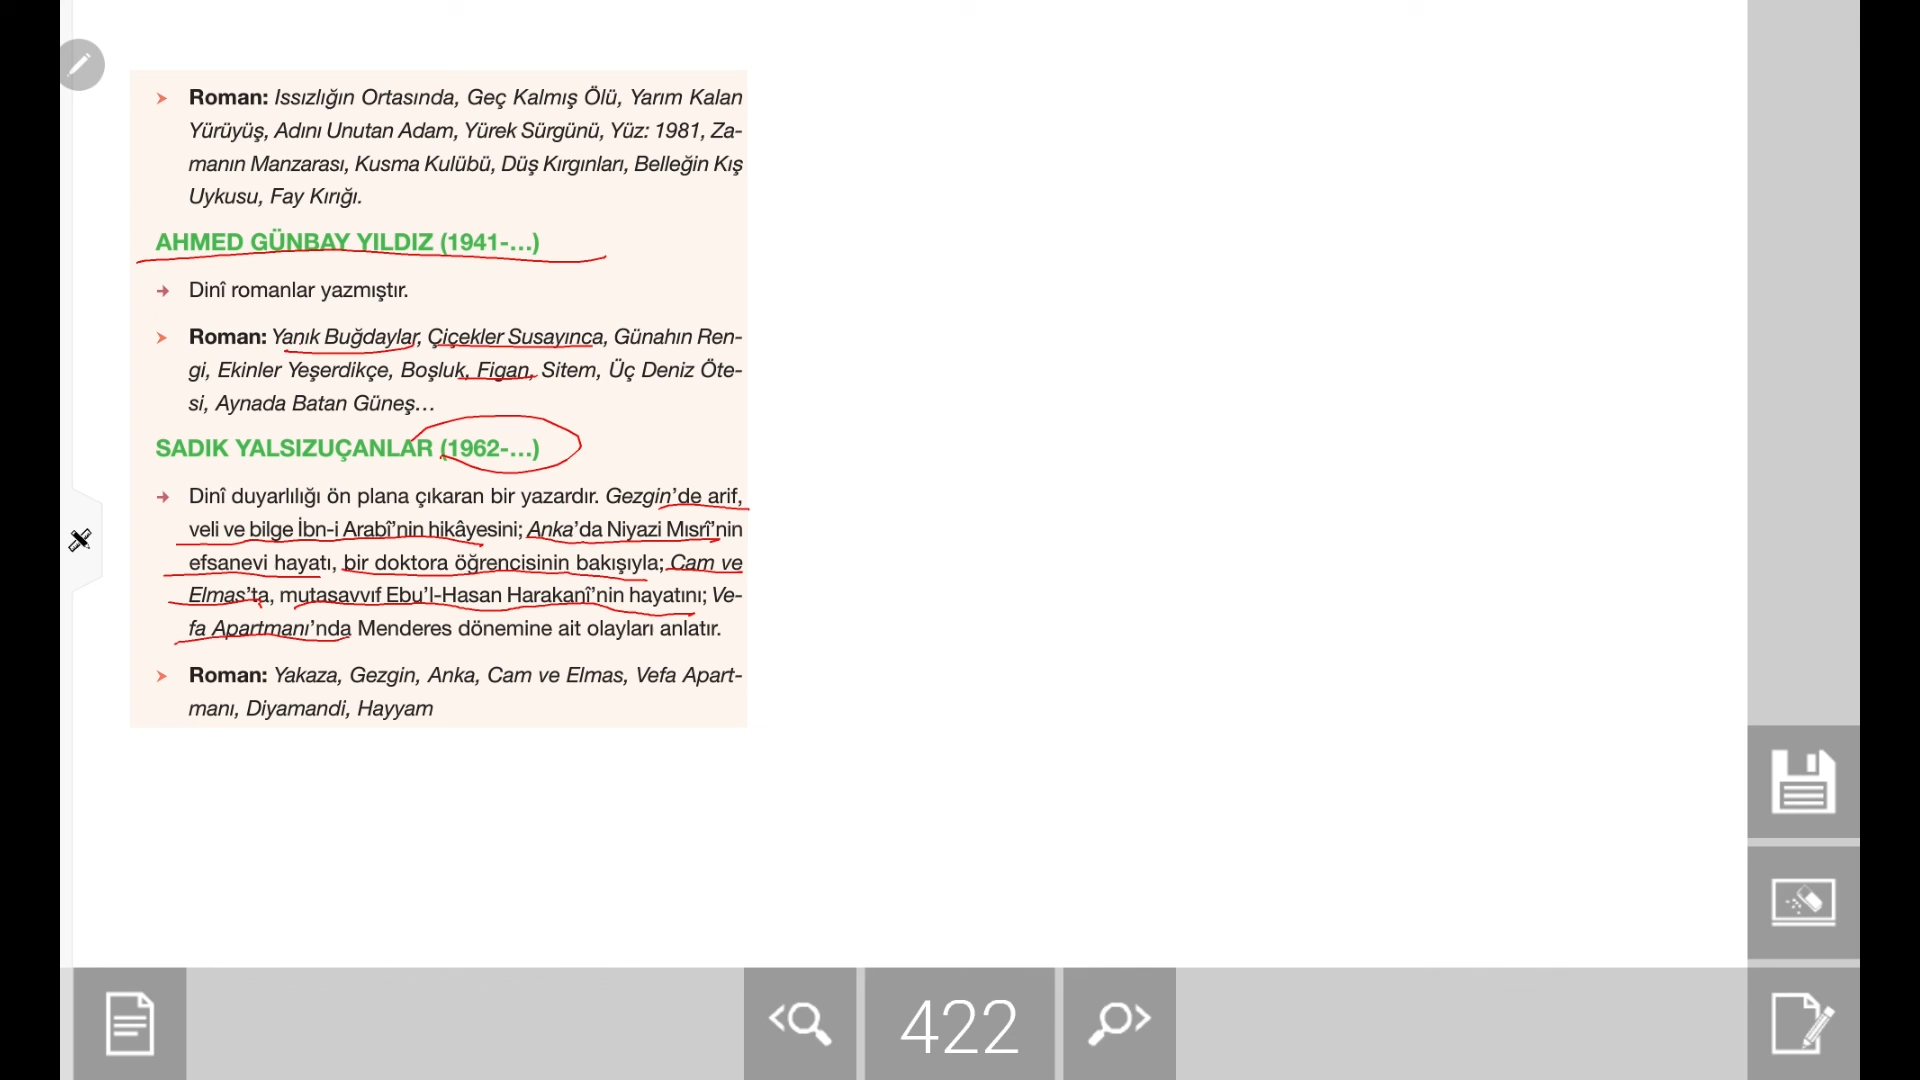 ➤ Roman: Issızlığın Ortasında, Geç Kalmış Ölü, Yarım Kalan
Yürüyüş, Adını Unutan Adam, Yürek Sürgünü, Yüz: 1981, Za-
manın Manzarası, Kusma Kulübü, Düş Kırgınları, Belleğin Kış
Uykusu, Fay Kırığı.
AHMED GÜNBAY YILDIZ (1941-...)
➔ Dinî romanlar yazmıştır.
➤ Roman: Yanık Buğdaylar, Çiçekler Susayınca, Günahın Ren-
gi, Ekinler Yeşerdikçe, Boşluk, Figan, Sitem, Üç Deniz Öte-
si, Aynada Batan Güneş...
SADIK YALSIZUÇANLAR (1962-...)
➔ Dinî duyarlılığı ön plana çıkaran bir yazardır. Gezgin’de arif,
veli ve bilge İbn-i Arabî’nin hikâyesini; Anka’da Niyazi Mısrî’nin
efsanevi hayatı, bir doktora öğrencisinin bakışıyla; Cam ve
Elmas’ta, mutasavvıf Ebu’l-Hasan Harakanî’nin hayatını; Ve-
fa Apartmanı’nda Menderes dönemine ait olayları anlatır.
➤ Roman: Yakaza, Gezgin, Anka, Cam ve Elmas, Vefa Apart-
manı, Diyamandi, Hayyam
422